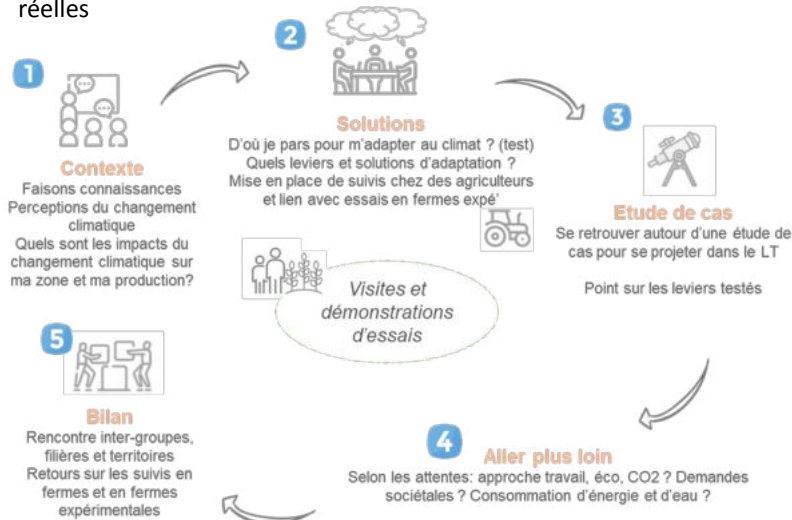 réelles
1
Contexte
Faisons connaissances
Perceptions du changement
climatique
Quels sont les impacts du
changement climatique sur
ma zone et ma production?
2
Solutions
D'où je pars pour m'adapter au climat ? (test)
Quels leviers et solutions d'adaptation ?
Mise en place de suivis chez des agriculteurs
et lien avec essais en fermes expé'
3
Etude de cas
Se retrouver autour d'une étude de
cas pour se projeter dans le LT
Point sur les leviers testés
Visites et
démonstrations
d'essais
4
Aller plus loin
Selon les attentes: approche travail, éco, CO2 ? Demandes
sociétales ? Consommation d'énergie et d'eau ?
5
Bilan
Rencontre inter-groupes,
filières et territoires
Retours sur les suivis en
fermes et en fermes
expérimentales